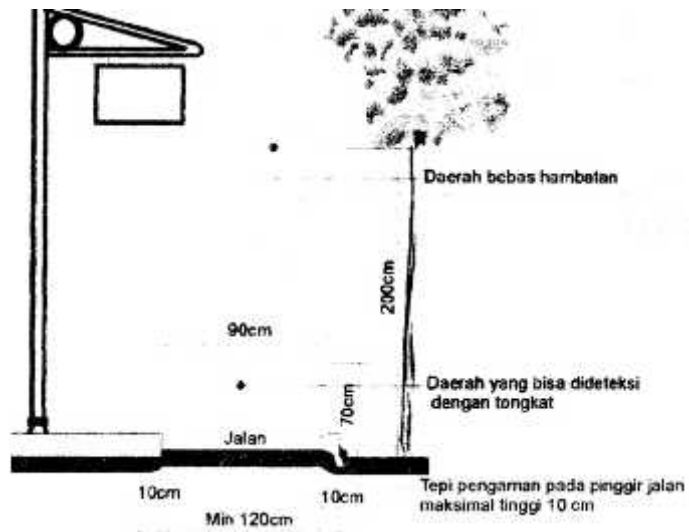 Daerah bebas hambatan
200cm
90cm
Daerah yang bisa dideteksi
dengan tongkat
70cm
Jalan
10cm
10cm
Tepi pengaman pada pinggir jalan
maksimal tinggi 10 cm
Min 120cm